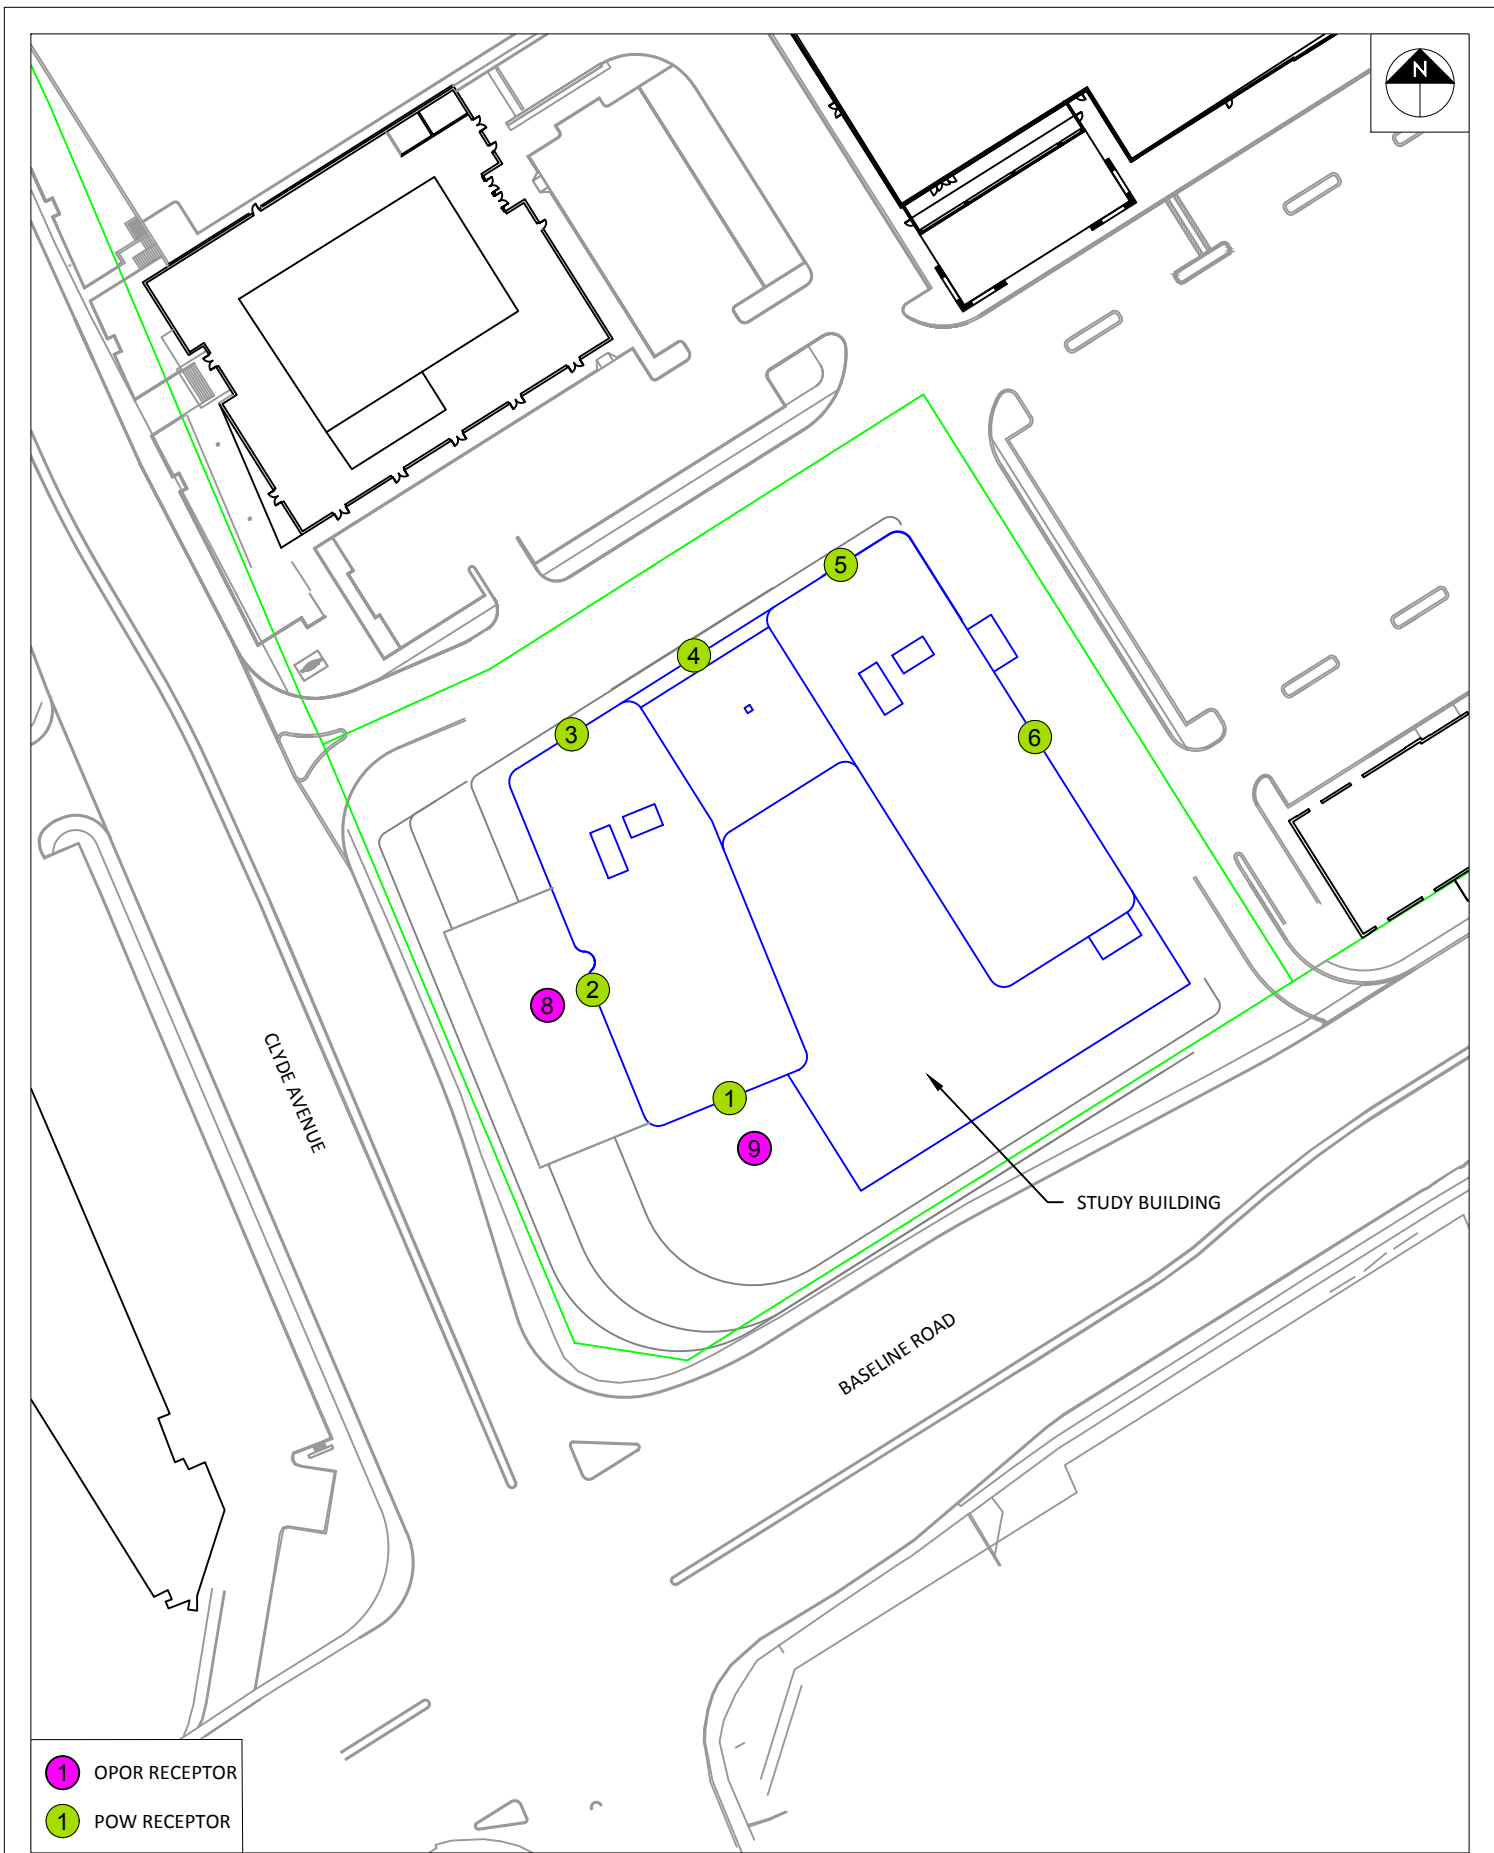 N
5
4
3
6
2
8
1
9
CLYDE AVENUE
STUDY BUILDING
BASELINE ROAD
1 OPOR RECEPTOR
1 POW RECEPTOR